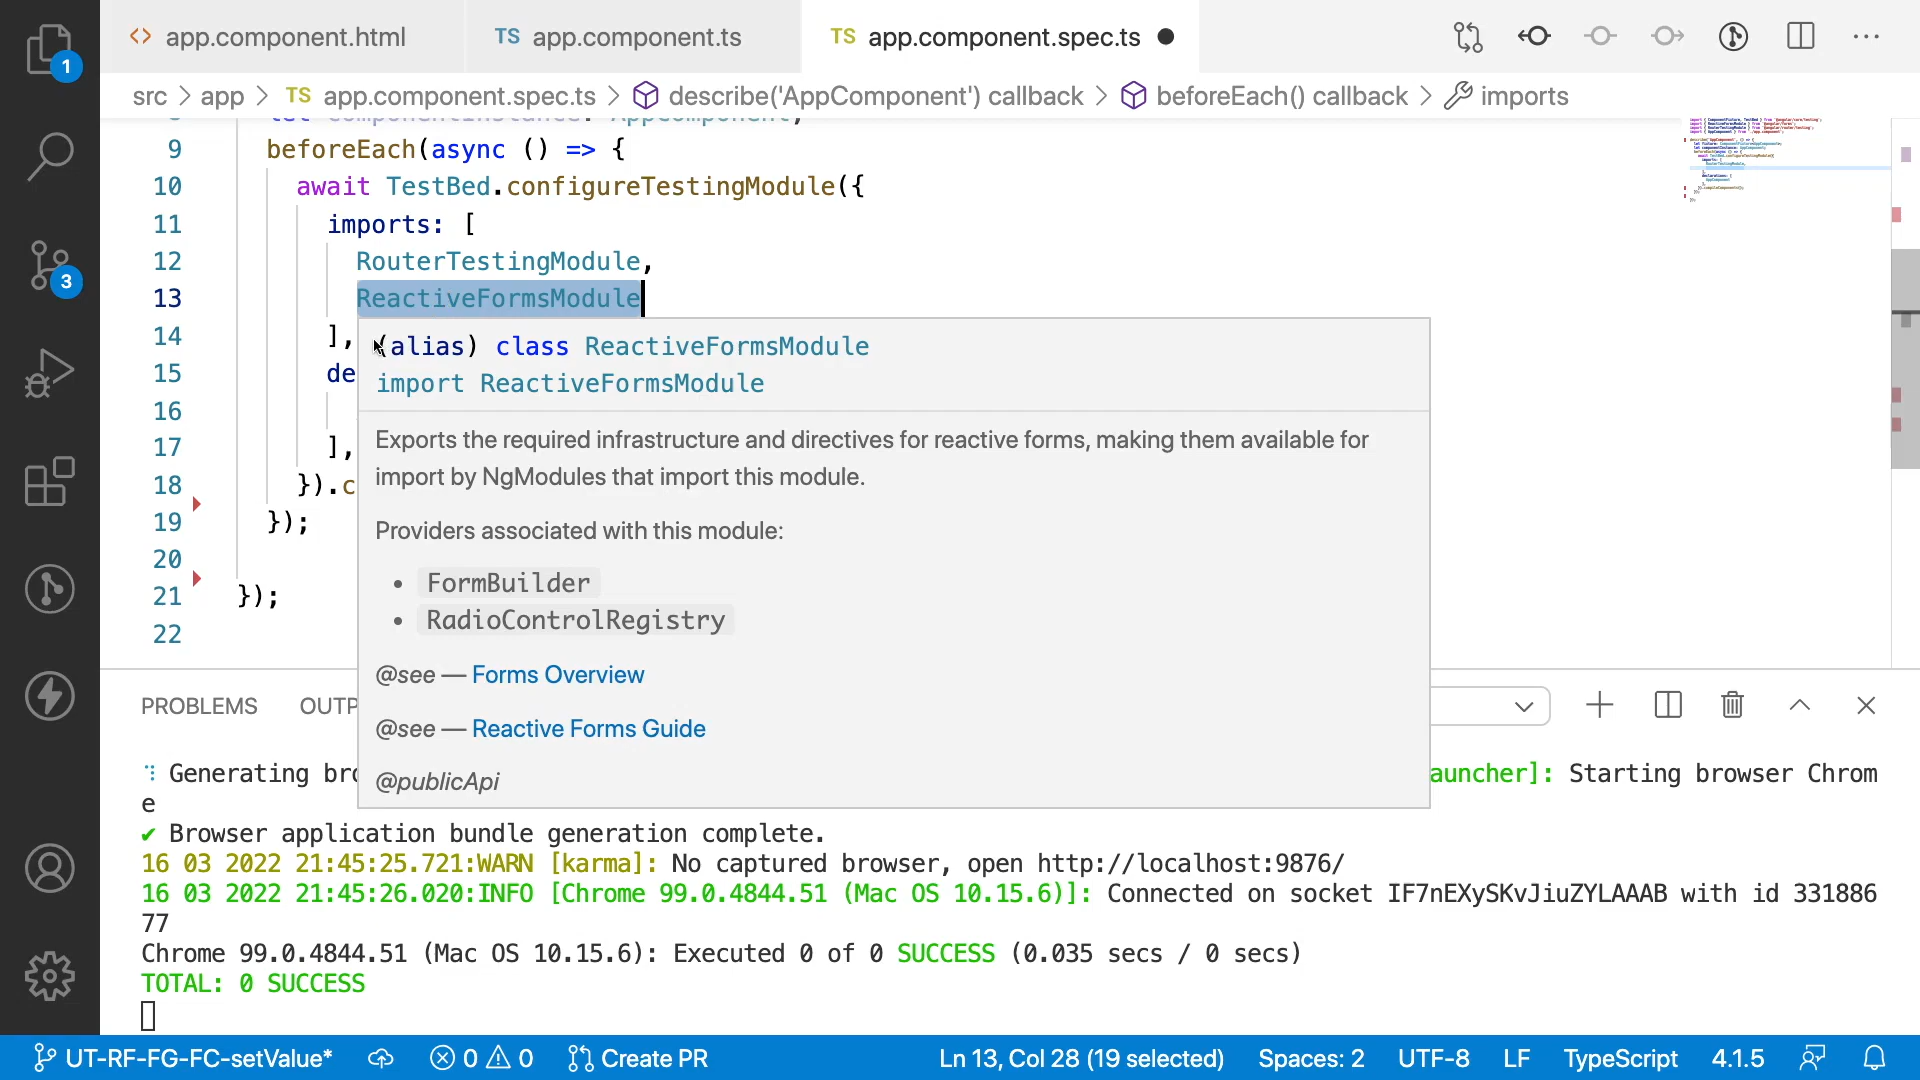 1
<> app.component.html
TS app.component.ts
TS app.component.spec.ts
src > app > TS app.component.spec.ts > describe('AppComponent') callback > beforeEach() callback > imports
9 beforeEach(async () => {
10 await TestBed.configureTestingModule({
11 imports: [
12 RouterTestingModule,
13 ReactiveFormsModule
14 ],
15 de
16
17 ],
18 }).c
19 });
20
21 });
22
3
(alias) class ReactiveFormsModule
import ReactiveFormsModule
Exports the required infrastructure and directives for reactive forms, making them available for
import by NgModules that import this module.
Providers associated with this module:
• FormBuilder
• RadioControlRegistry
@see — Forms Overview
@see — Reactive Forms Guide
@publicApi
PROBLEMS OUTP
Generating bro
auncher]: Starting browser Chrom
e
✔ Browser application bundle generation complete.
16 03 2022 21:45:25.721:WARN [karma]: No captured browser, open http://localhost:9876/
16 03 2022 21:45:26.020:INFO [Chrome 99.0.4844.51 (Mac OS 10.15.6)]: Connected on socket IF7nEXySKvJiuZYLAAAB with id 331886
77
Chrome 99.0.4844.51 (Mac OS 10.15.6): Executed 0 of 0 SUCCESS (0.035 secs / 0 secs)
TOTAL: 0 SUCCESS
UT-RF-FG-FC-setValue* 0 0 Create PR Ln 13, Col 28 (19 selected) Spaces: 2 UTF-8 LF TypeScript 4.1.5